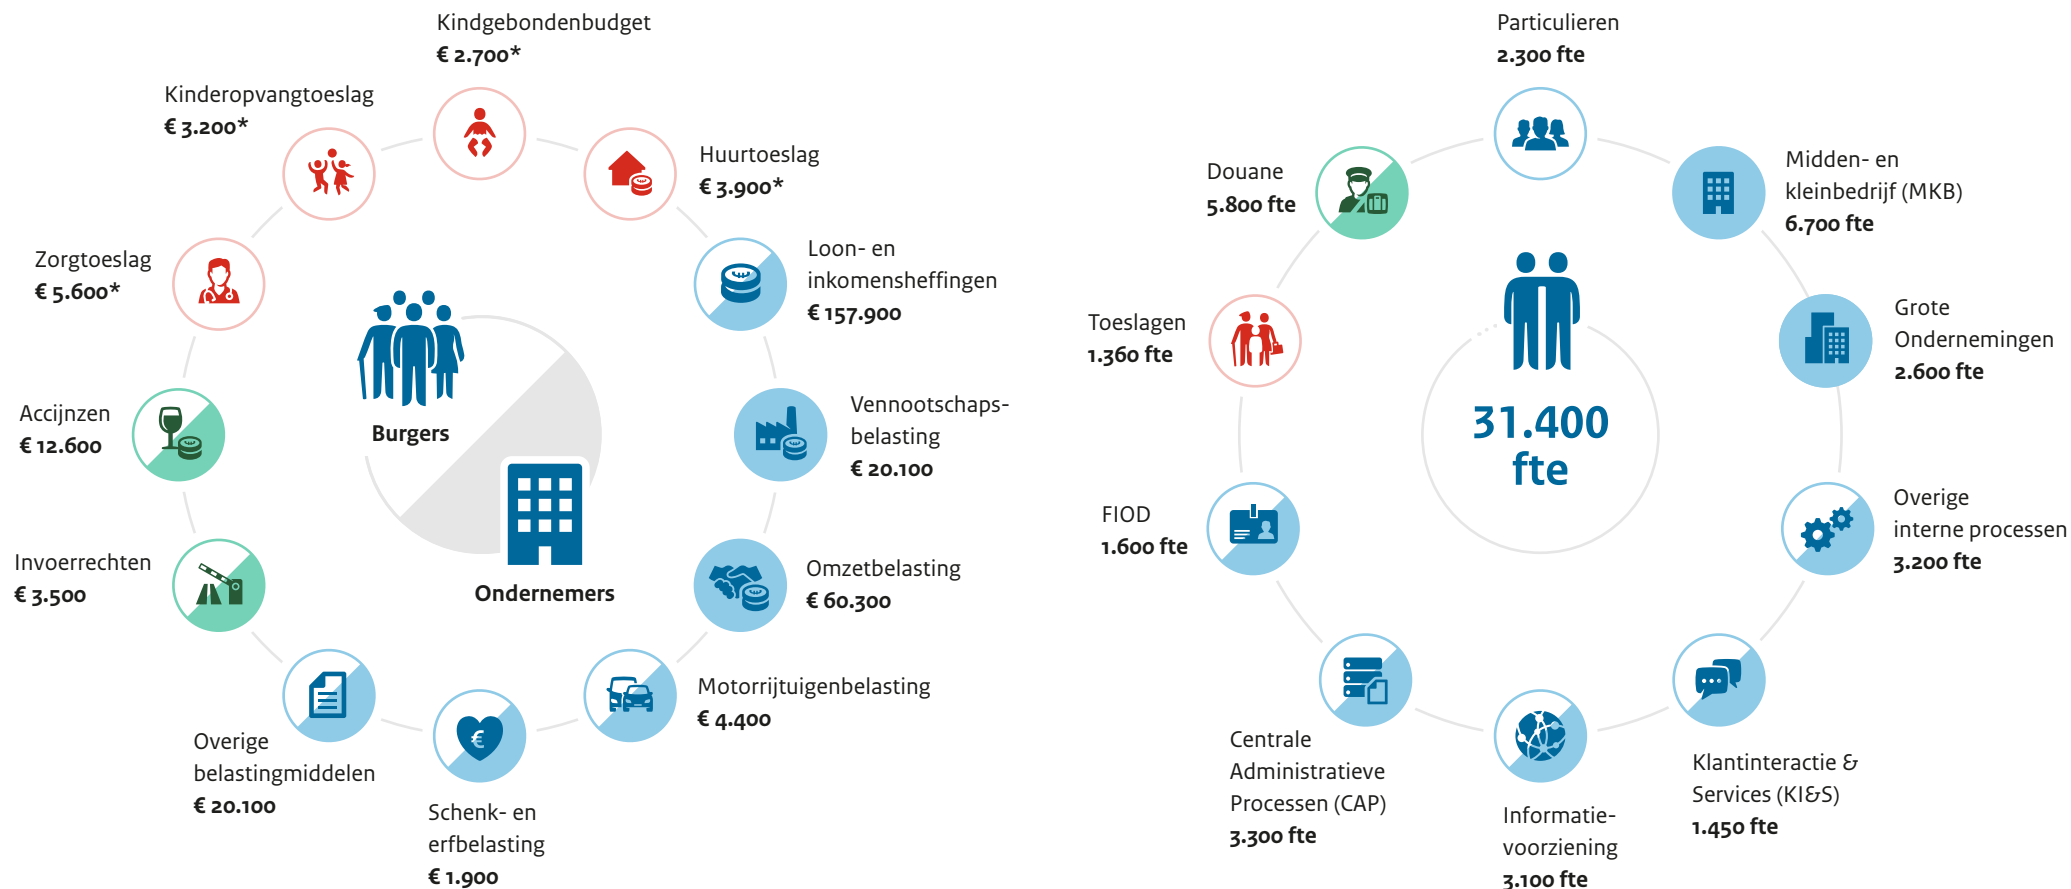 Kindgebondenbudget
€ 2.700*
Kinderopvangtoeslag
€ 3.200*
Huurtoeslag
€ 3.900*
Zorgtoeslag
€ 5.600*
Loon- en
inkomensheffingen
€ 157.900
Accijnzen
€ 12.600
Vennootschaps-
belasting
€ 20.100
Burgers
Ondernemers
Invoerrechten
€ 3.500
Omzetbelasting
€ 60.300
Overige
belastingmiddelen
€ 20.100
€
Schenk- en
erfbelasting
€ 1.900
Motorrijtuigenbelasting
€ 4.400
Particulieren
2.300 fte
Douane
5.800 fte
Midden- en
kleinbedrijf (MKB)
6.700 fte
Toeslagen
1.360 fte
Grote
Ondernemingen
2.600 fte
31.400
fte
FIOD
1.600 fte
Overige
interne processen
3.200 fte
Centrale
Administratieve
Processen (CAP)
3.300 fte
Informatie-
voorziening
3.100 fte
Klantinteractie &
Services (KI&S)
1.450 fte